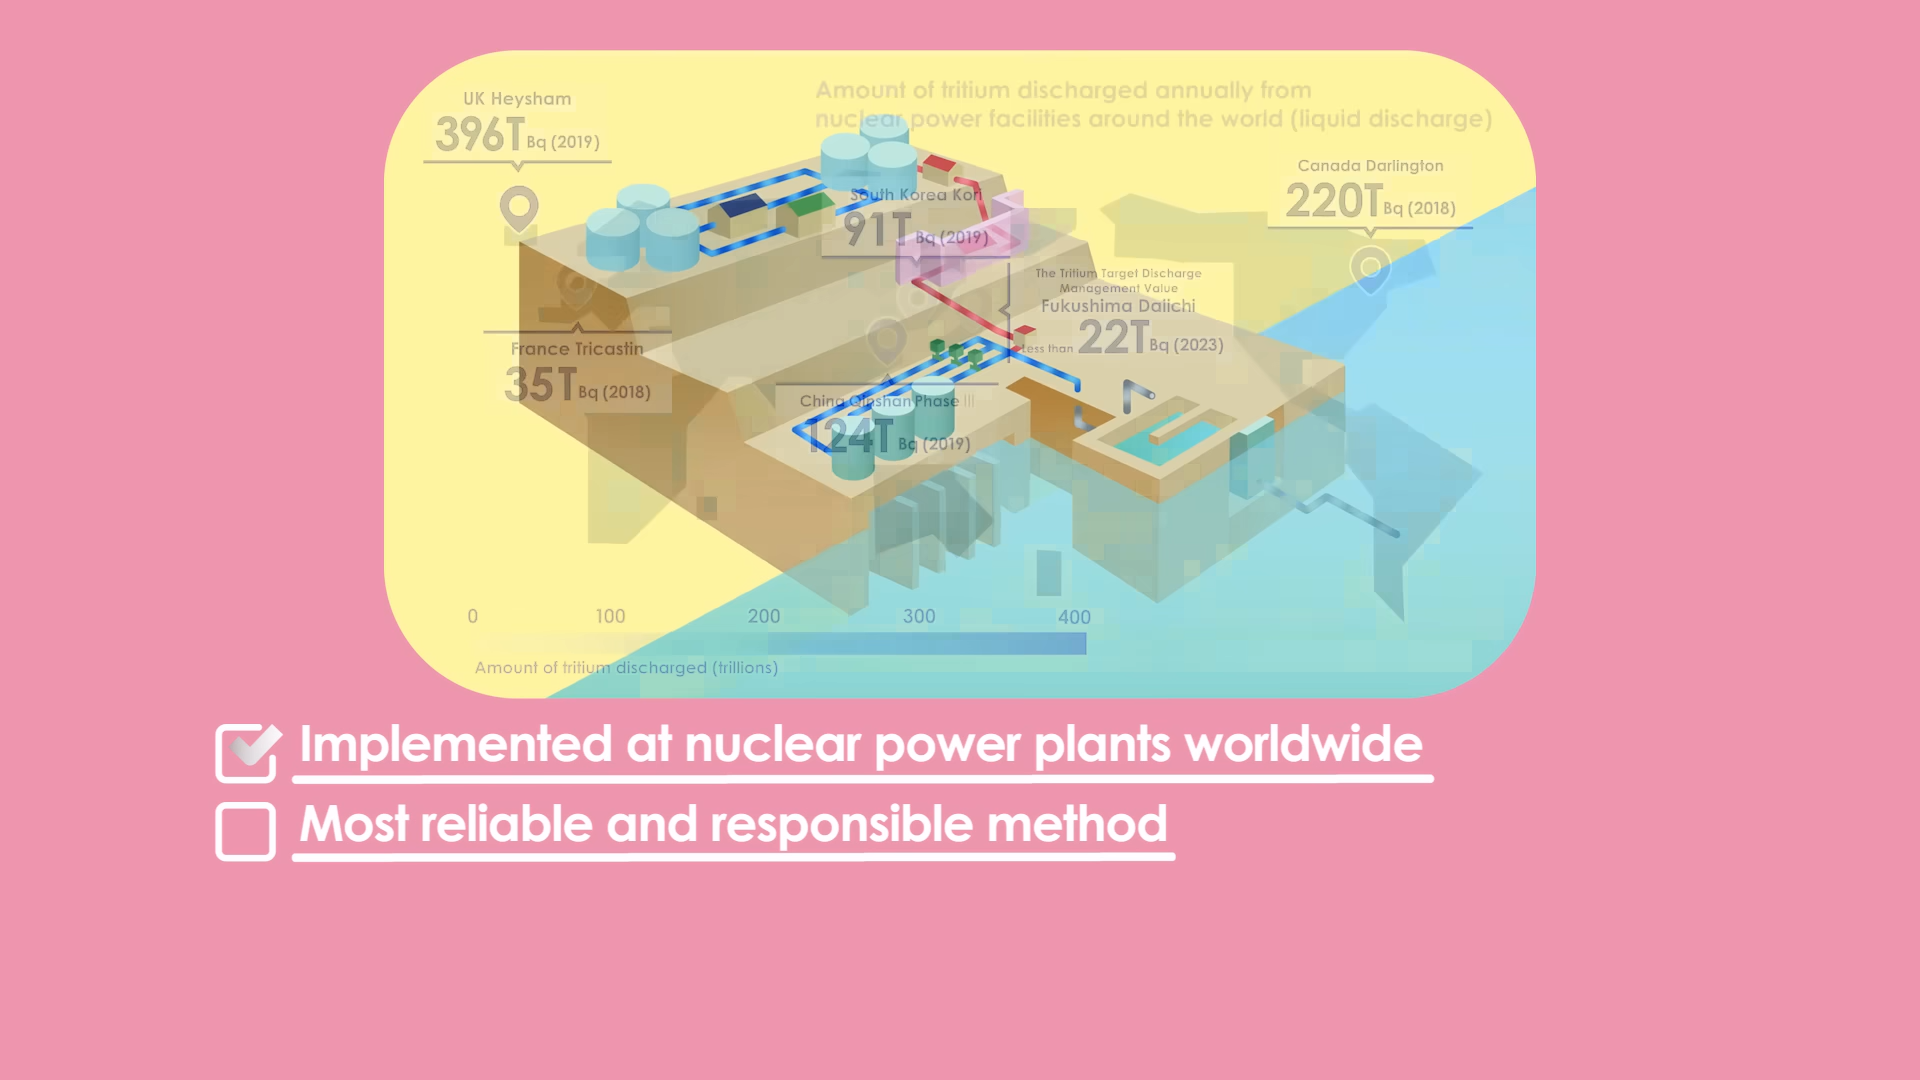 Amount of tritium discharged annually from
nuclear power facilities around the world (liquid discharge)
UK Heysham
396T Bq (2019)
Canada Darlington
220T Bq (2018)
South Korea Kori
91T Bq (2019)
The Tritium Target Discharge
Management Value
Fukushima Daiichi
Less than 22T Bq (2023)
France Tricastin
35T Bq (2018)
China Qinshan Phase III
124T Bq (2019)
0 100 200 300 400
Amount of tritium discharged (trillions)
Implemented at nuclear power plants worldwide
Most reliable and responsible method